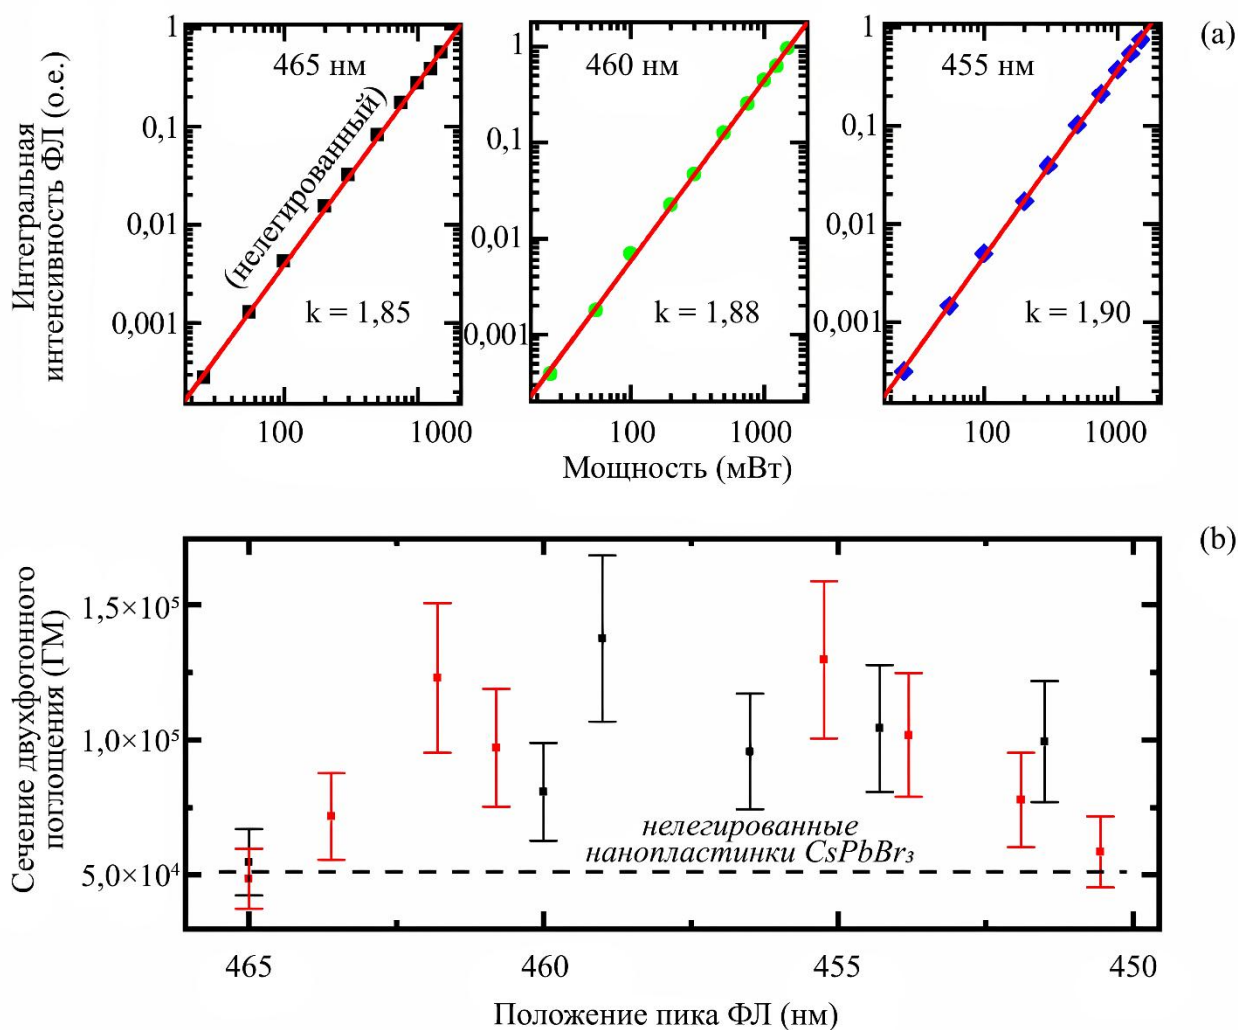 (a)
Интегральная
интенсивность ФЛ (о.е.)
1
0,1
0,01
0,001
465 нм
(нелегированный)
k = 1,85
100
1000
1
0,1
0,01
0,001
460 нм
k = 1,88
100
1000
1
0,1
0,01
0,001
455 нм
k = 1,90
100
1000
Мощность (мВт)
(b)
Сечение двухфотонного
поглощения (ГМ)
1,5×10⁵
1,0×10⁵
5,0×10⁴
нелегированные
нанопластинки CsPbBr₃
465
460
455
450
Положение пика ФЛ (нм)